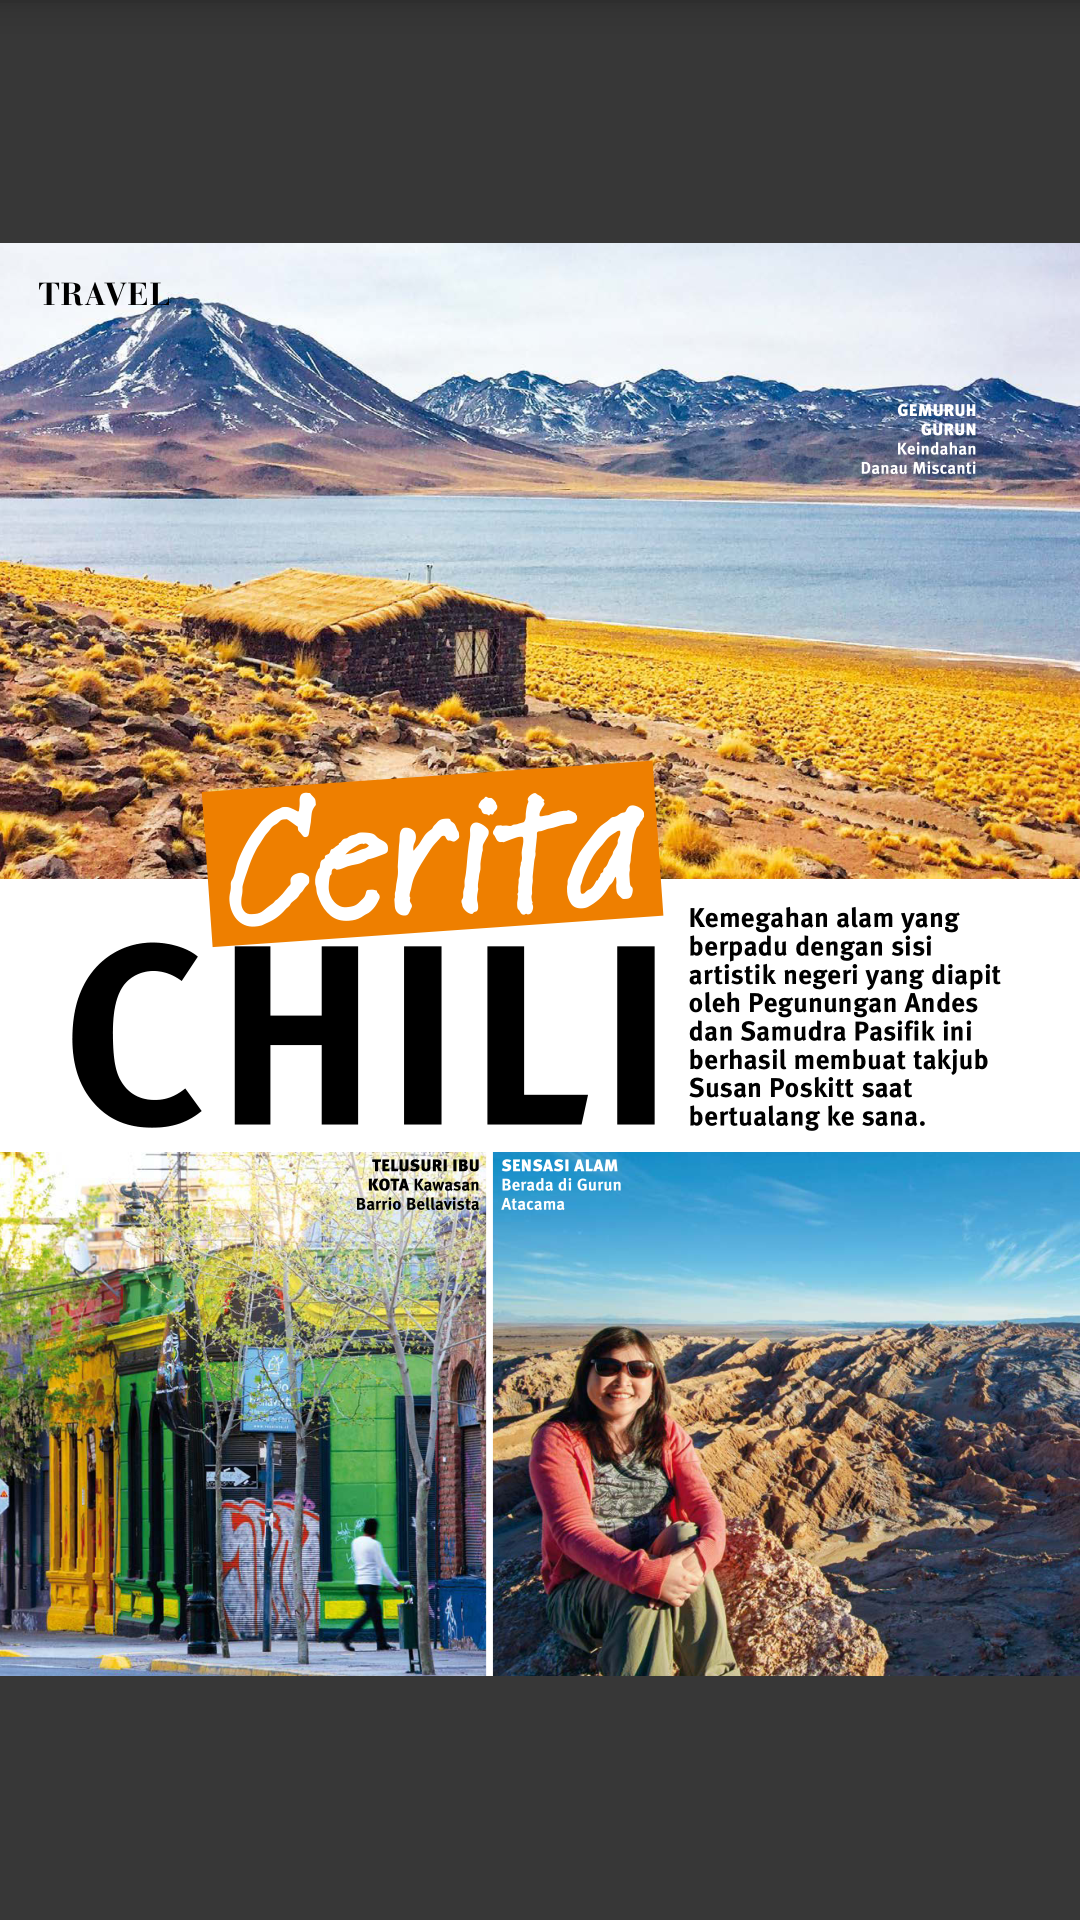 TRAVEL
GEMURUH
GURUN
Keindahan
Danau Miscanti
Cerita
CHILI
Kemegahan alam yang
berpadu dengan sisi
artistik negeri yang diapit
oleh Pegunungan Andes
dan Samudra Pasifik ini
berhasil membuat takjub
Susan Poskitt saat
bertualang ke sana.
TELUSURI IBU
KOTA Kawasan
Barrio Bellavista
SENSASI ALAM
Berada di Gurun
Atacama